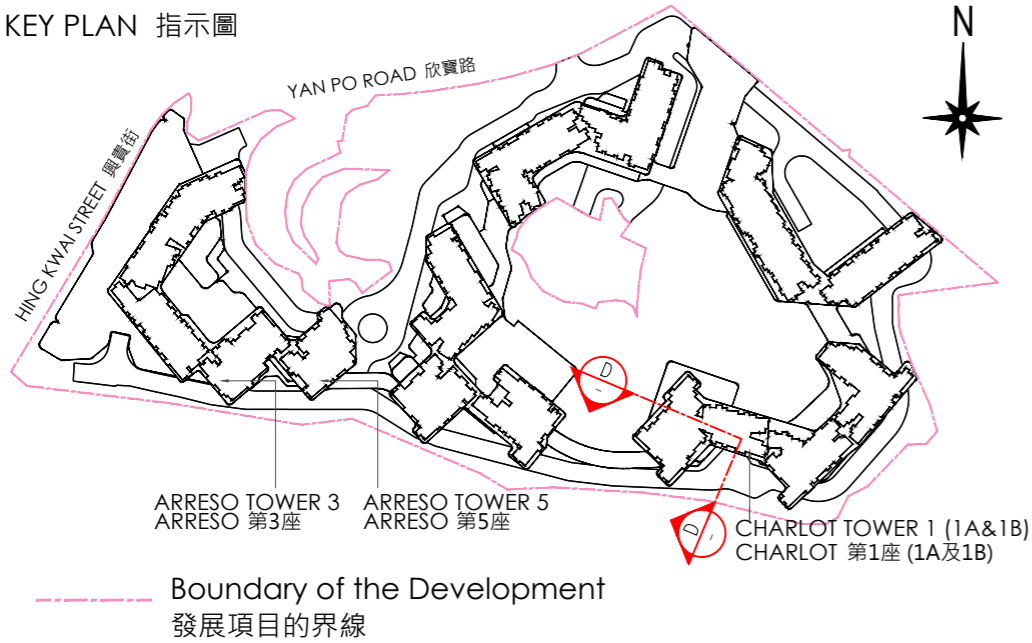 KEY PLAN 指示圖
N
YAN PO ROAD 欣寶路
HING KWAI STREET 興貴街
D
-
D
-
ARRESO TOWER 3
ARRESO 第3座
ARRESO TOWER 5
ARRESO 第5座
CHARLOT TOWER 1 (1A&1B)
CHARLOT 第1座 (1A及1B)
Boundary of the Development
發展項目的界線